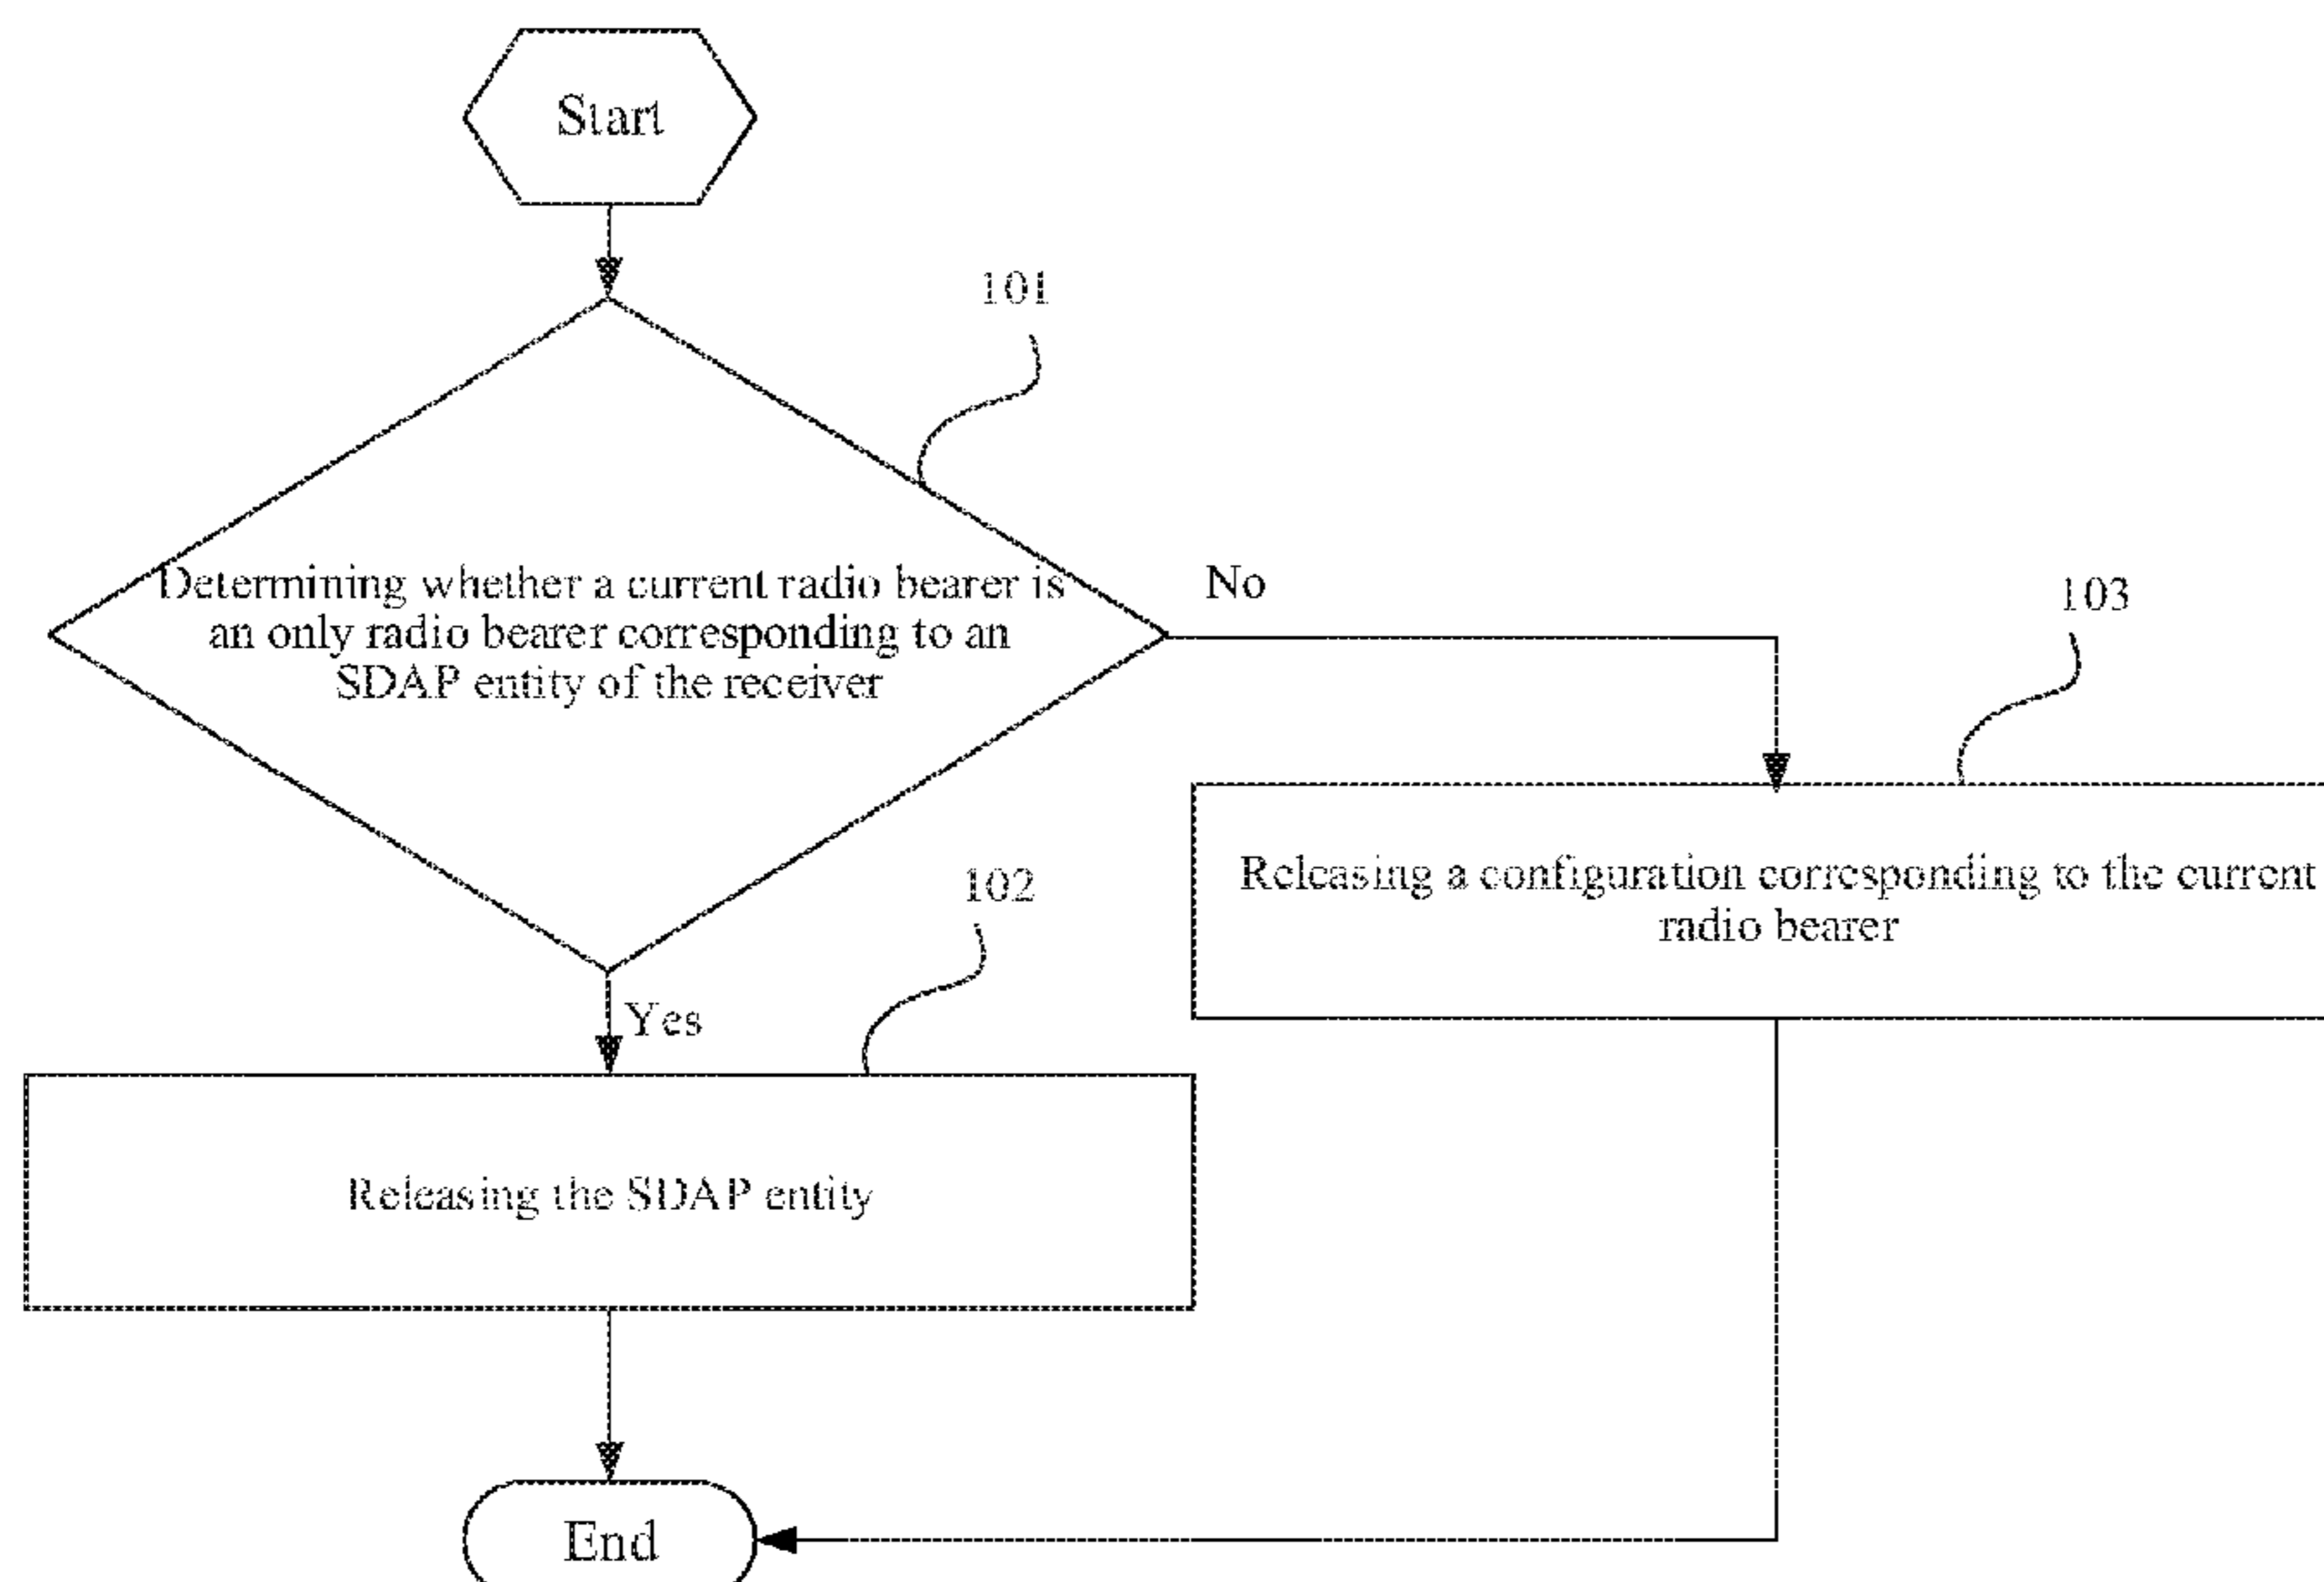 Start
101
Determining whether a current radio bearer is
an only radio bearer corresponding to an
SDAP entity of the receiver
No
103
Releasing a configuration corresponding to the current
radio bearer
102
Yes
Releasing the SDAP entity
End